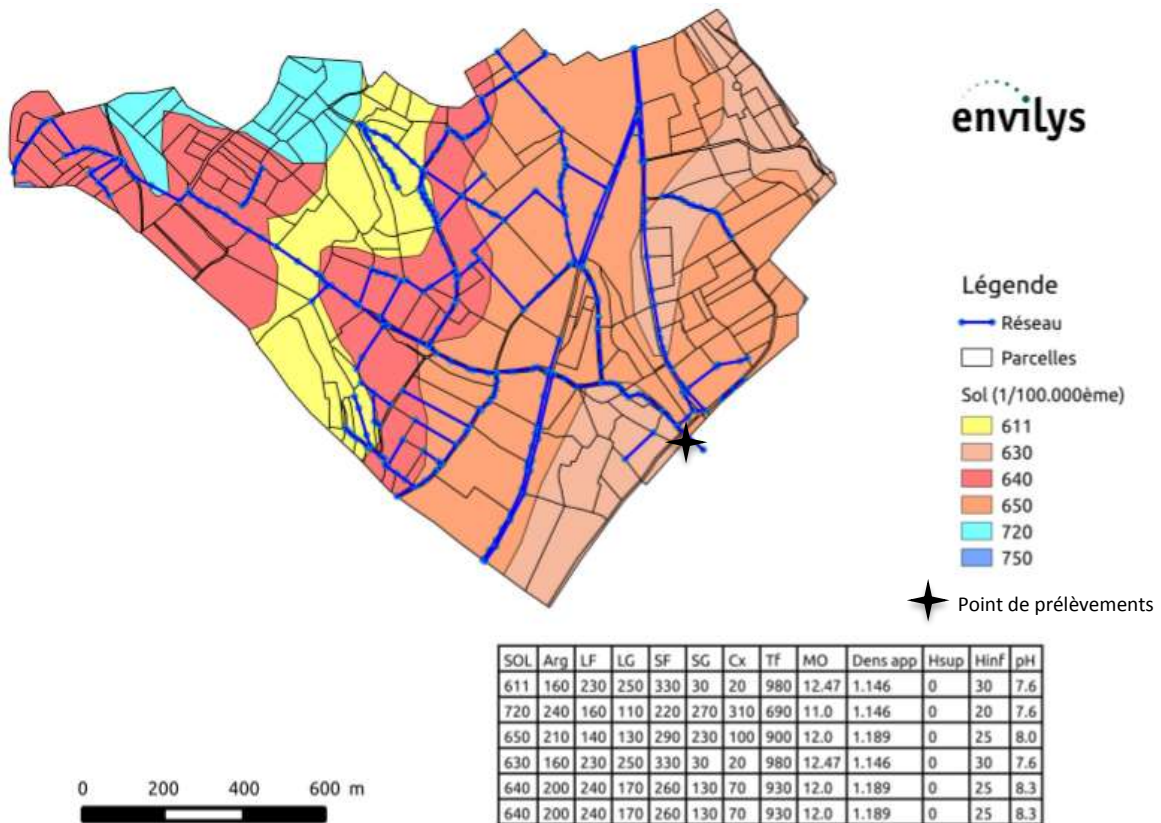 envilys
Légende
Réseau
Parcelles
Sol (1/100.000ème)
611
630
640
650
720
750
Point de prélèvements
SOL Arg LF LG SF SG Cx Tf MO Dens app Hsup Hinf pH
611 160 230 250 330 30 20 980 12.47 1.146 0 30 7.6
720 240 160 110 220 270 310 690 11.0 1.146 0 20 7.6
650 210 140 130 290 230 100 900 12.0 1.189 0 25 8.0
630 160 230 250 330 30 20 980 12.47 1.146 0 30 7.6
640 200 240 170 260 130 70 930 12.0 1.189 0 25 8.3
640 200 240 170 260 130 70 930 12.0 1.189 0 25 8.3
0 200 400 600 m